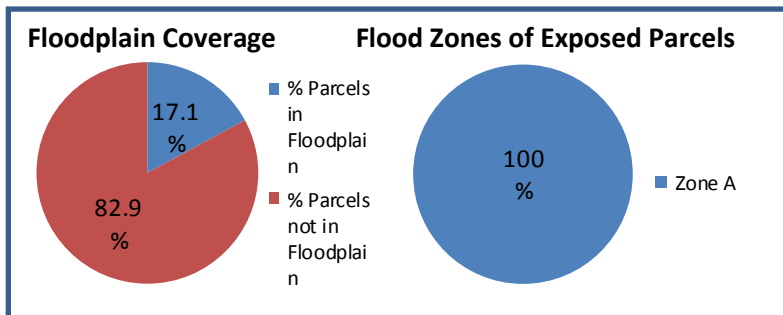 Floodplain Coverage
17.1
%
82.9
%
% Parcels
in
Floodplai
n
% Parcels
not in
Floodplai
n
Flood Zones of Exposed Parcels
100
%
Zone A